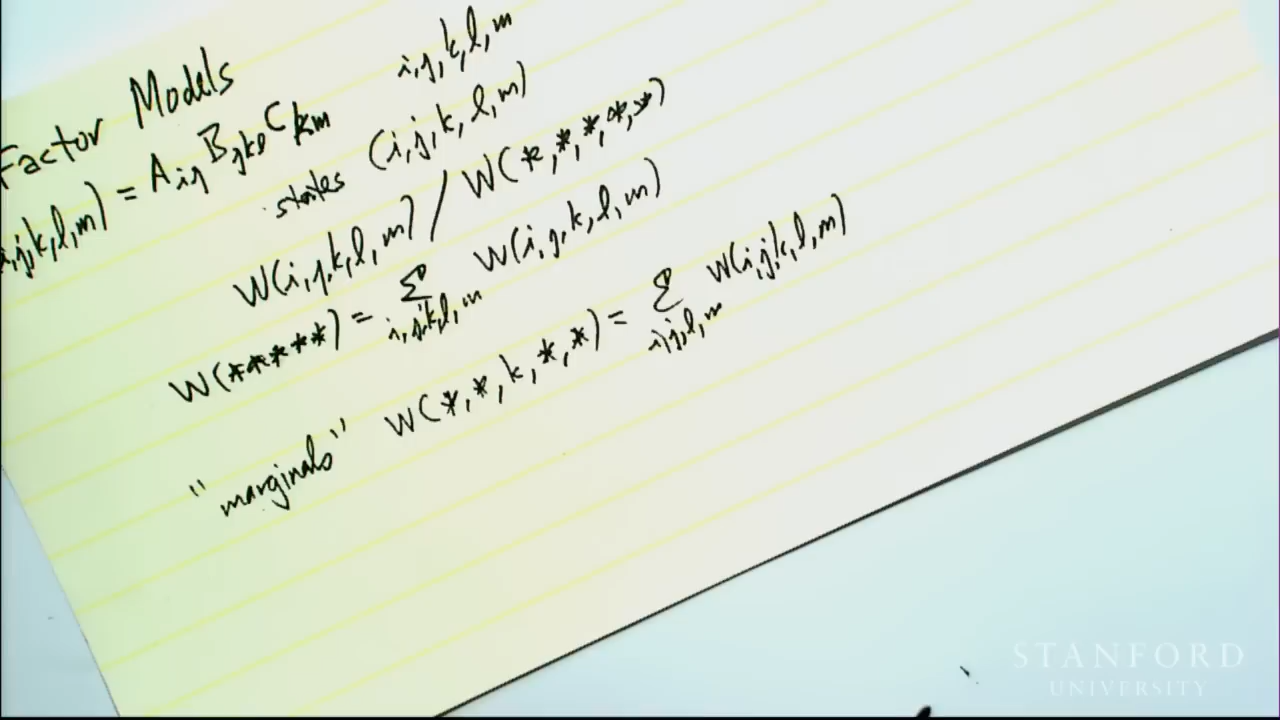 Factor Models
i,j,k,l,m
i,j,k,l,m) = A_ij B_jkl C_km
states (i,j,k,l,m)
W(i,j,k,l,m) / W(*,*,*,*,*)
W(*****) = Σ_{i,j,k,l,m} W(i,j,k,l,m)
"marginals" W(*,*,k,*,*) = Σ_{i,j,l,m} W(i,j,k,l,m)
STANFORD
UNIVERSITY